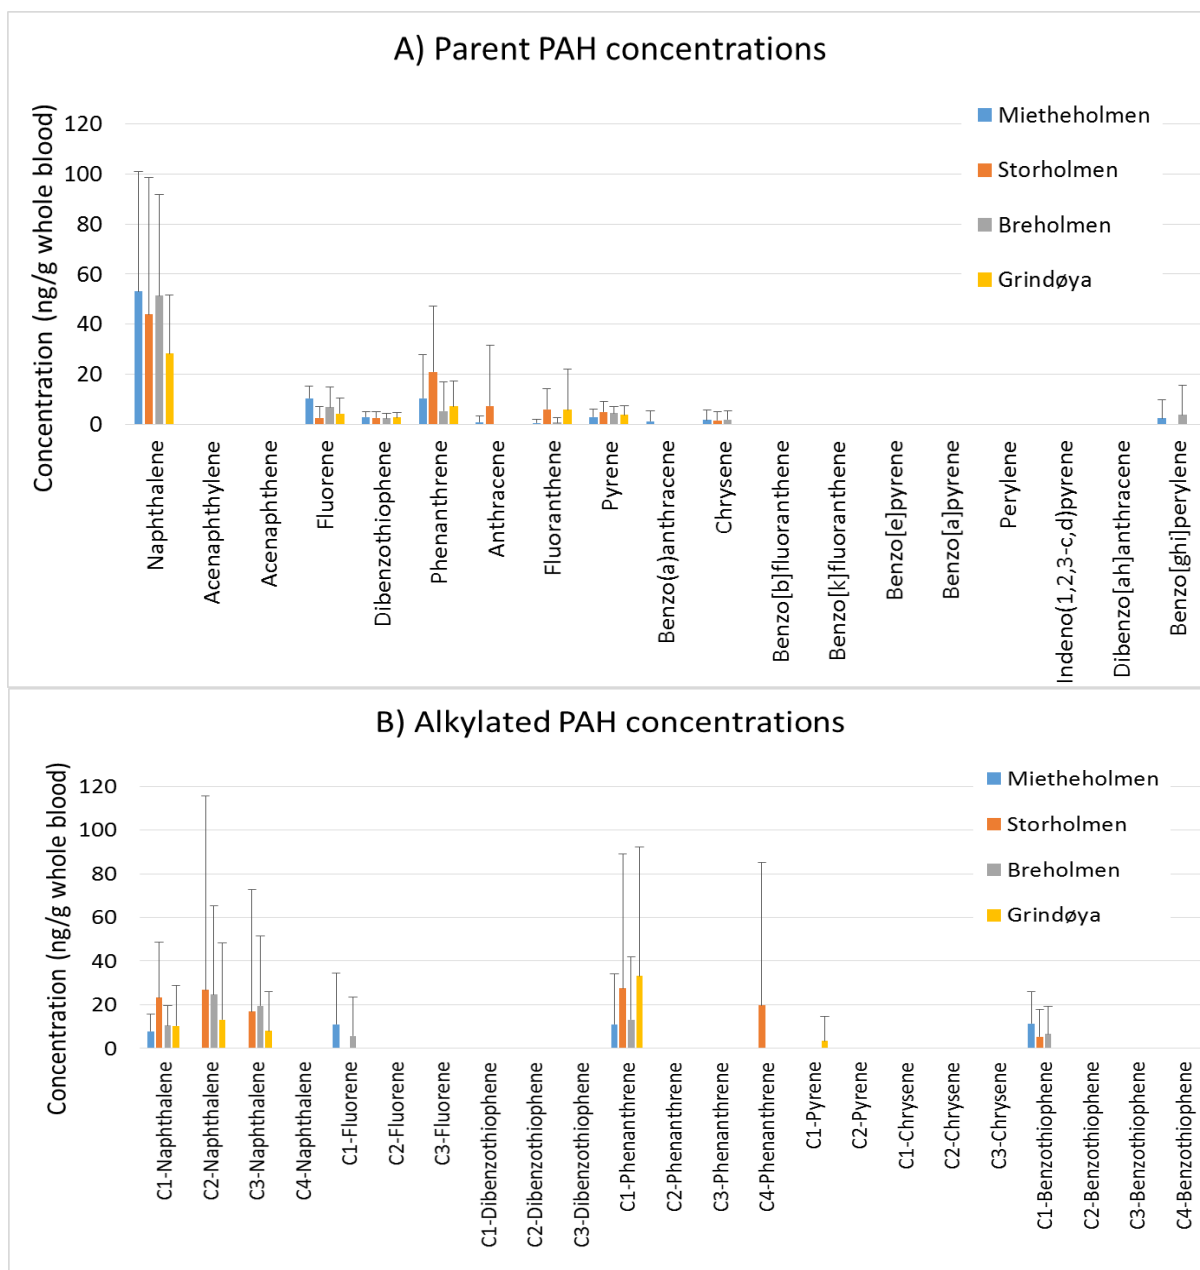 A) Parent PAH concentrations
Concentration (ng/g whole blood)
120
100
80
60
40
20
0
Mietheholmen
Storholmen
Breholmen
Grindøya
Naphthalene
Acenaphthylene
Acenaphthene
Fluorene
Dibenzothiophene
Phenanthrene
Anthracene
Fluoranthene
Pyrene
Benzo(a)anthracene
Chrysene
Benzo[b]fluoranthene
Benzo[k]fluoranthene
Benzo[e]pyrene
Benzo[a]pyrene
Perylene
Indeno(1,2,3-c,d)pyrene
Dibenzo[ah]anthracene
Benzo[ghi]perylene
B) Alkylated PAH concentrations
Concentration (ng/g whole blood)
120
100
80
60
40
20
0
Mietheholmen
Storholmen
Breholmen
Grindøya
C1-Naphthalene
C2-Naphthalene
C3-Naphthalene
C4-Naphthalene
C1-Fluorene
C2-Fluorene
C3-Fluorene
C1-Dibenzothiophene
C2-Dibenzothiophene
C3-Dibenzothiophene
C1-Phenanthrene
C2-Phenanthrene
C3-Phenanthrene
C4-Phenanthrene
C1-Pyrene
C2-Pyrene
C1-Chrysene
C2-Chrysene
C3-Chrysene
C1-Benzothiophene
C2-Benzothiophene
C3-Benzothiophene
C4-Benzothiophene